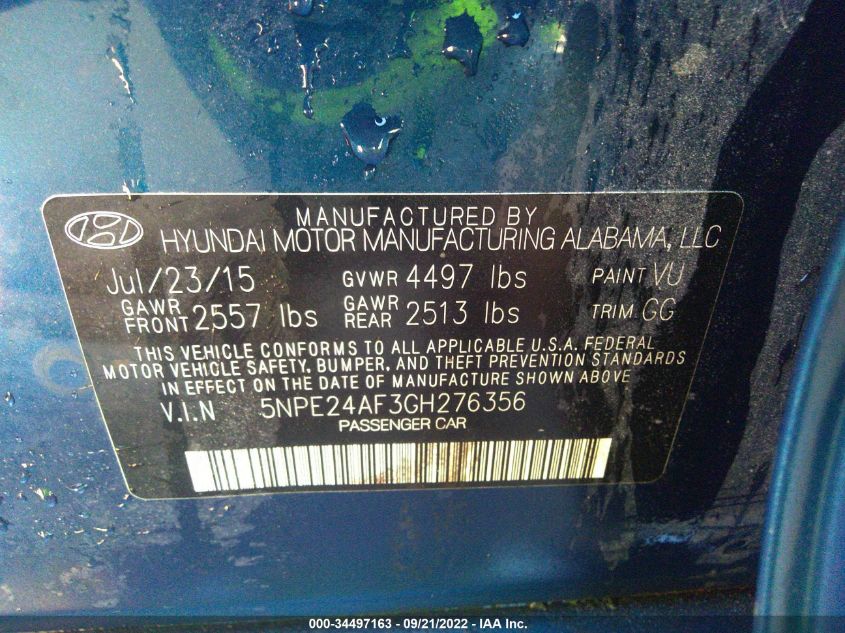 MANUFACTURED BY
HYUNDAI MOTOR MANUFACTURING ALABAMA, LLC
Jul/23/15 GVWR 4497 lbs PAINT VU
GAWR FRONT 2557 lbs GAWR REAR 2513 lbs TRIM GG
THIS VEHICLE CONFORMS TO ALL APPLICABLE U.S.A. FEDERAL
MOTOR VEHICLE SAFETY, BUMPER, AND THEFT PREVENTION STANDARDS
IN EFFECT ON THE DATE OF MANUFACTURE SHOWN ABOVE
V.I.N 5NPE24AF3GH276356
PASSENGER CAR
000-34497163 - 09/21/2022 - IAA Inc.